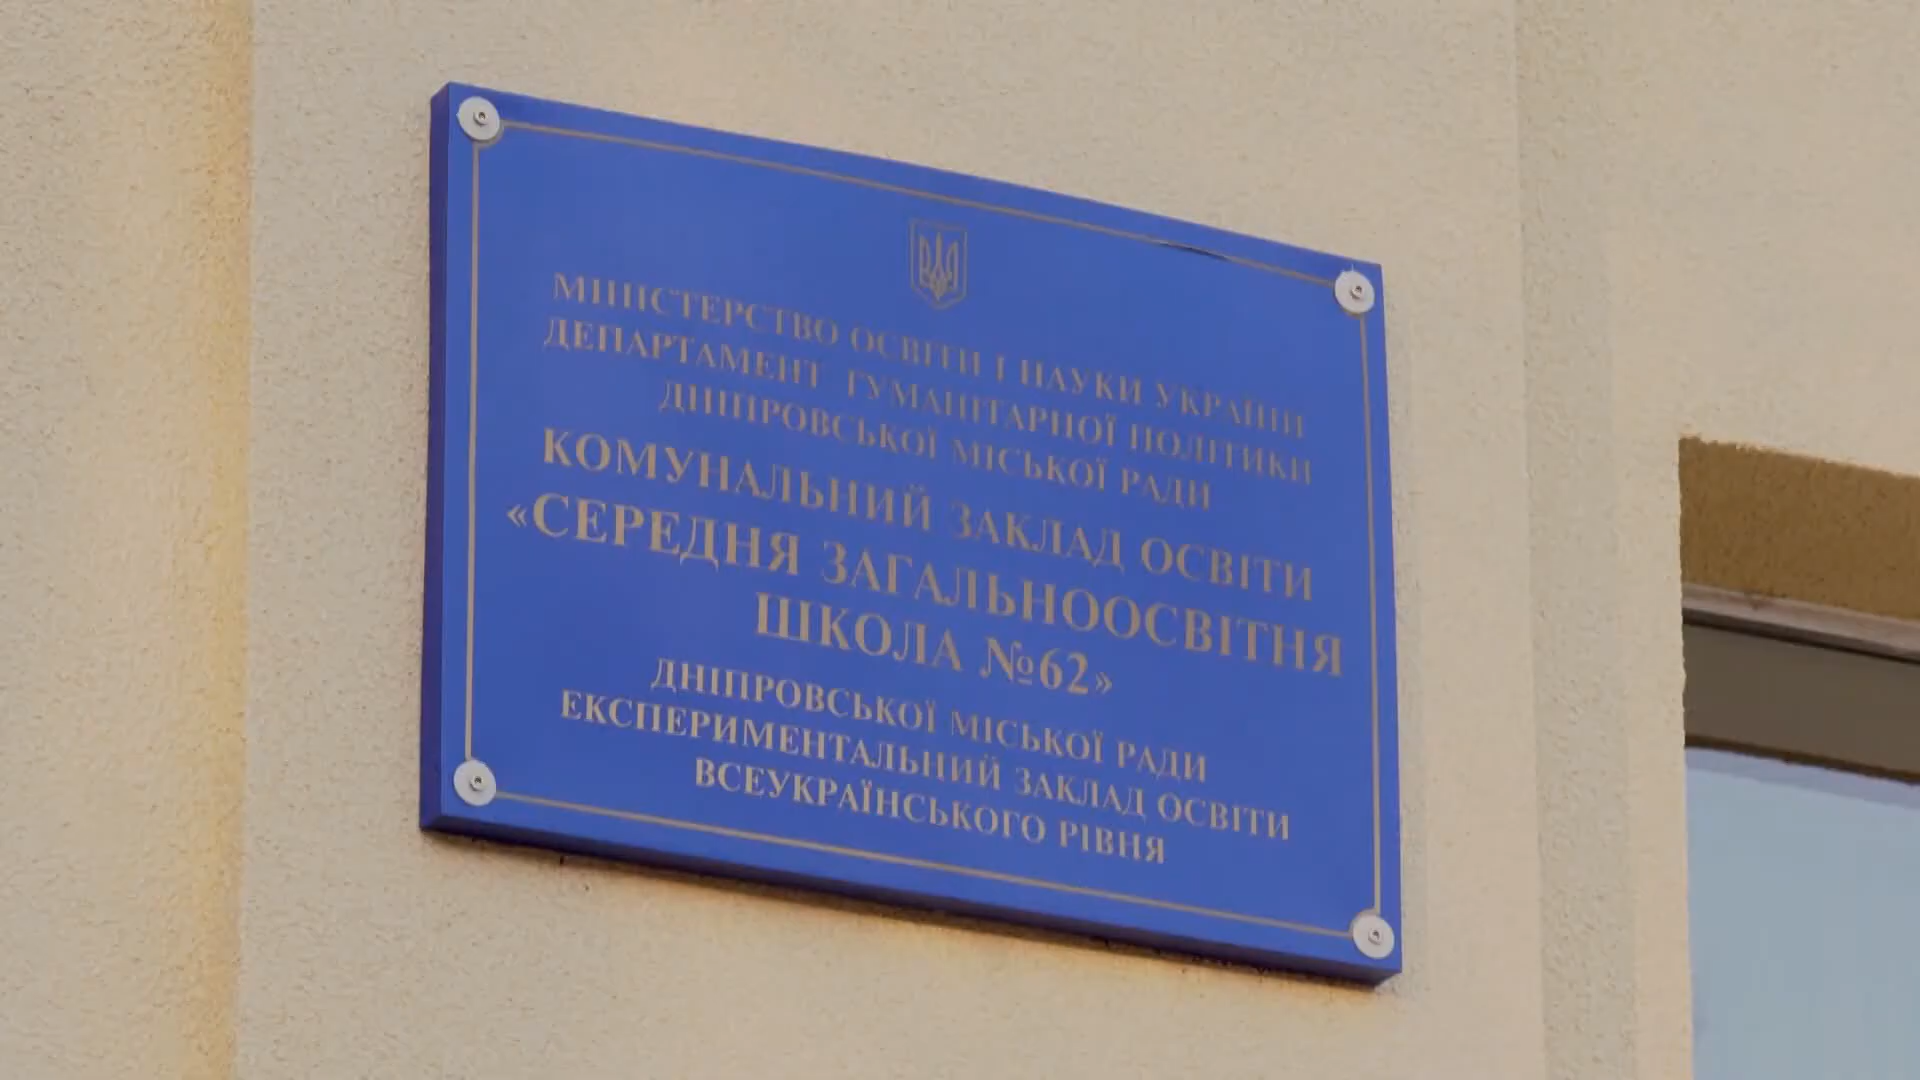 МІНІСТЕРСТВО ОСВІТИ І НАУКИ УКРАЇНИ
ДЕПАРТАМЕНТ ГУМАНІТАРНОЇ ПОЛІТИКИ
ДНІПРОВСЬКОЇ МІСЬКОЇ РАДИ
КОМУНАЛЬНИЙ ЗАКЛАД ОСВІТИ
«СЕРЕДНЯ ЗАГАЛЬНООСВІТНЯ
ШКОЛА №62»
ДНІПРОВСЬКОЇ МІСЬКОЇ РАДИ
ЕКСПЕРИМЕНТАЛЬНИЙ ЗАКЛАД ОСВІТИ
ВСЕУКРАЇНСЬКОГО РІВНЯ